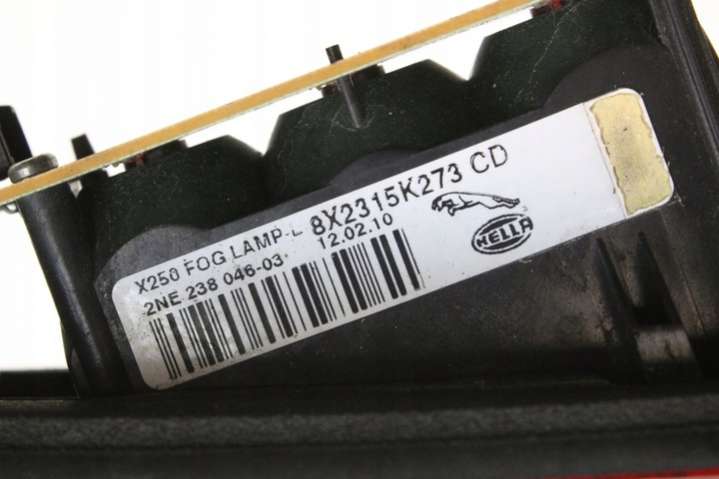 X250 FOG LAMP-L 8X2315K273 CD
2NE 238 046-03 12.02.10
HELLA